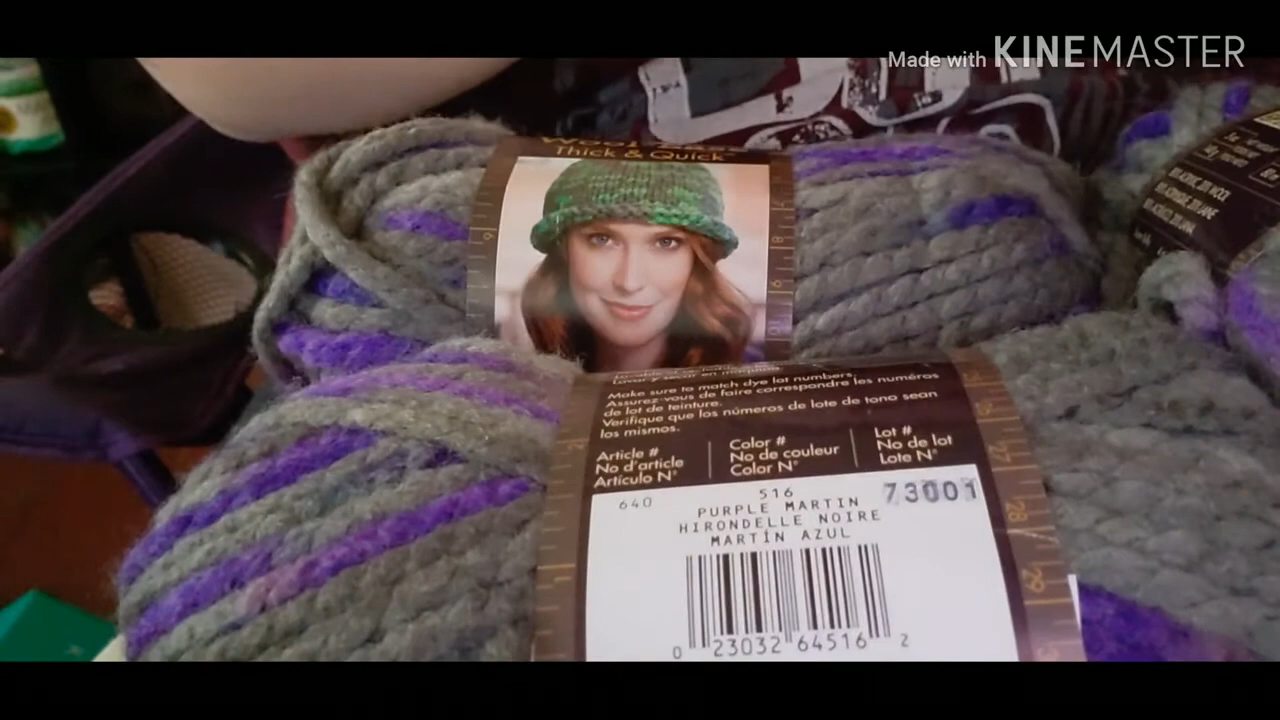 Made with KINEMASTER
Thick & Quick™
Make sure to match dye lot numbers.
Assurez-vous de faire correspondre les numéros
de lot de teinture.
Verifique que los números de lote de tono sean
los mismos.
Article #
No d'article
Artículo N°
Color #
No de couleur
Color N°
Lot #
No de lot
Lote N°
640
516
73001
PURPLE MARTIN
HIRONDELLE NOIRE
MARTÍN AZUL
0 23032 64516 2